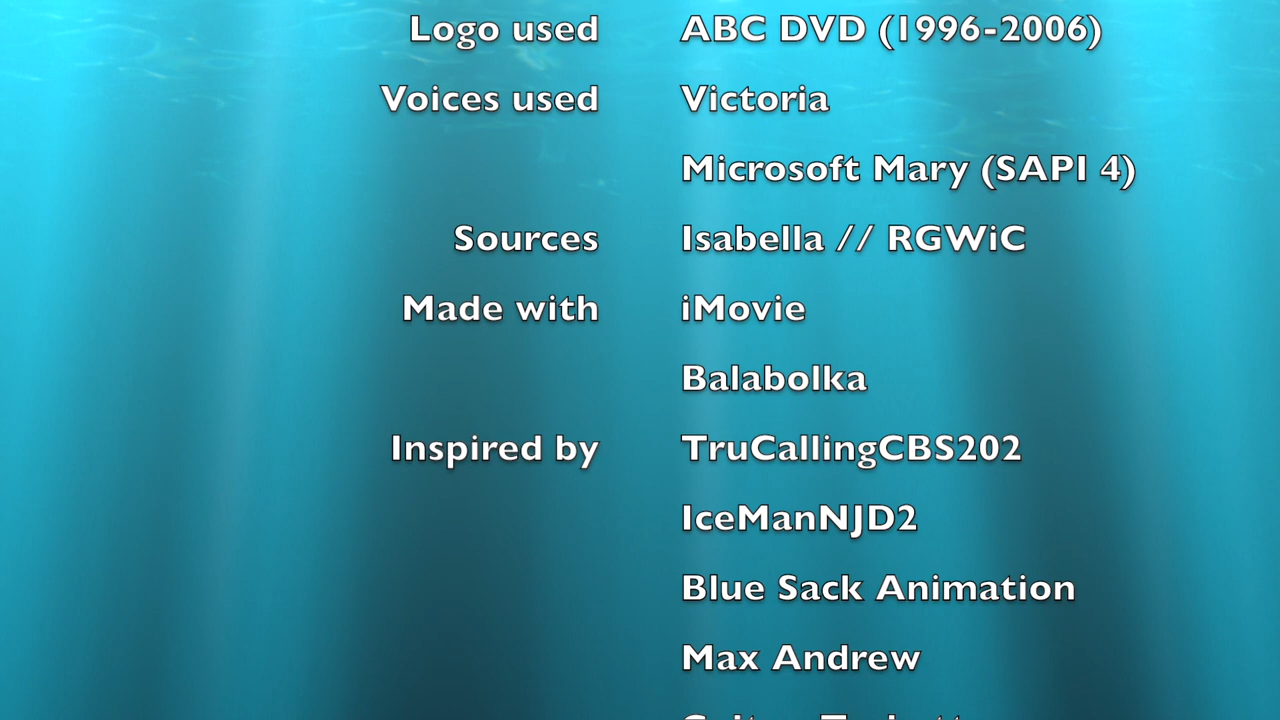 Logo used ABC DVD (1996-2006)
Voices used Victoria
Microsoft Mary (SAPI 4)
Sources Isabella // RGWiC
Made with iMovie
Balabolka
Inspired by TruCallingCBS202
IceManNJD2
Blue Sack Animation
Max Andrew